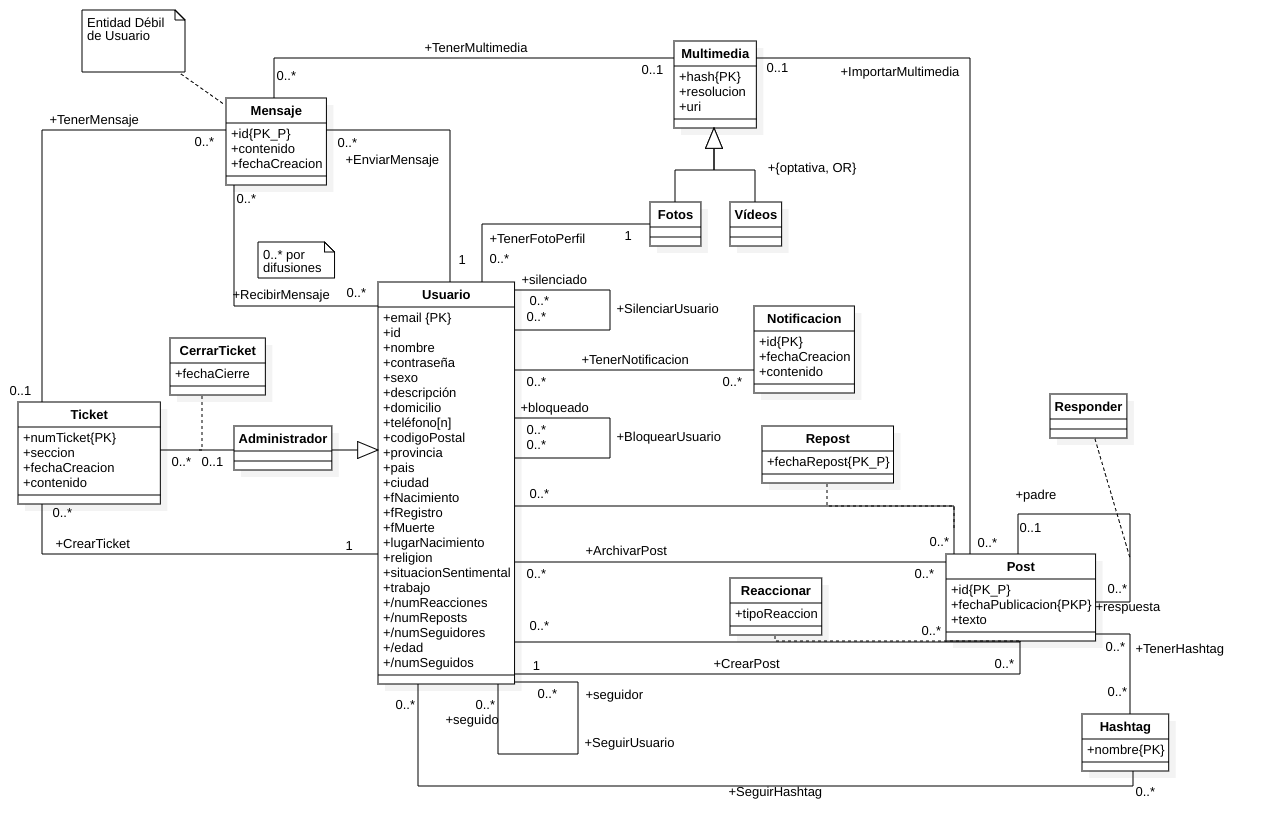 Entidad Débil
de Usuario
+TenerMultimedia
0..*
0..1
Multimedia
+hash{PK}
+resolucion
+uri
0..1
+ImportarMultimedia
+TenerMensaje
0..*
Mensaje
+id{PK_P}
+contenido
+fechaCreacion
0..*
+EnviarMensaje
0..*
+{optativa, OR}
Fotos
Vídeos
+TenerFotoPerfil
1
1
0..*
0..* por
difusiones
+RecibirMensaje
0..*
Usuario
+email {PK}
+id
+nombre
+contraseña
+sexo
+descripción
+domicilio
+teléfono[n]
+codigoPostal
+provincia
+pais
+ciudad
+fNacimiento
+fRegistro
+fMuerte
+lugarNacimiento
+religion
+situacionSentimental
+trabajo
+/numReacciones
+/numReposts
+/numSeguidores
+/edad
+/numSeguidos
+silenciado
0..*
0..*
+SilenciarUsuario
Notificacion
+id{PK}
+fechaCreacion
+contenido
+TenerNotificacion
0..*
0..*
CerrarTicket
+fechaCierre
0..1
Ticket
+numTicket{PK}
+seccion
+fechaCreacion
+contenido
Administrador
0..*
0..1
0..*
+CrearTicket
1
+bloqueado
0..*
0..*
+BloquearUsuario
Repost
+fechaRepost{PK_P}
Responder
0..*
0..*
+padre
0..1
0..*
+ArchivarPost
0..*
0..*
Post
+id{PK_P}
+fechaPublicacion{PKP}
+texto
0..*
+respuesta
Reaccionar
+tipoReaccion
0..*
0..*
1
+CrearPost
0..*
0..*
+TenerHashtag
0..*
0..*
0..*
+seguido
0..*
+seguidor
+SeguirUsuario
Hashtag
+nombre{PK}
+SeguirHashtag
0..*